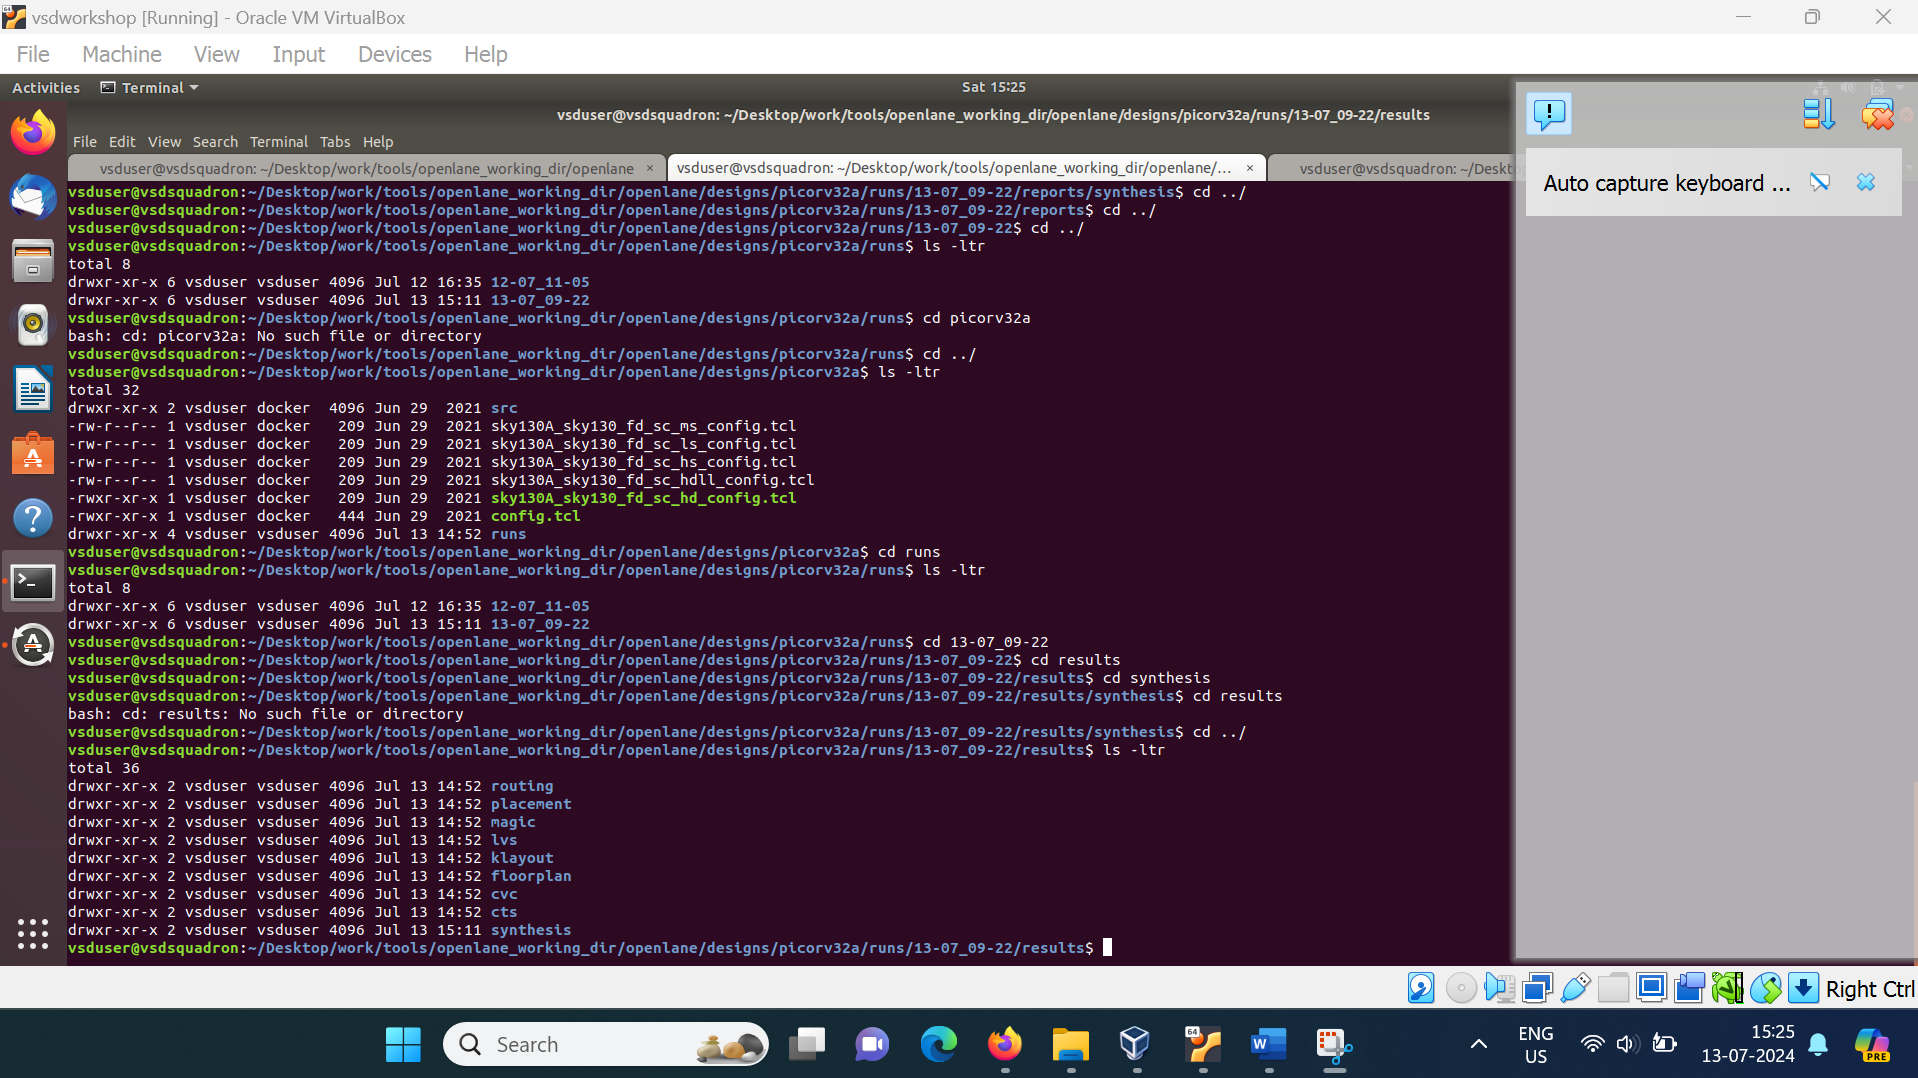 vsdworkshop [Running] - Oracle VM VirtualBox
File Machine View Input Devices Help
Activities Terminal Sat 15:25
vsduser@vsdsquadron: ~/Desktop/work/tools/openlane_working_dir/openlane/designs/picorv32a/runs/13-07_09-22/results
File Edit View Search Terminal Tabs Help
vsduser@vsdsquadron: ~/Desktop/work/tools/openlane_working_dir/openlane × vsduser@vsdsquadron: ~/Desktop/work/tools/openlane_working_dir/openlane/... × vsduser@vsdsquadron: ~/Deskt
Auto capture keyboard ...
vsduser@vsdsquadron:~/Desktop/work/tools/openlane_working_dir/openlane/designs/picorv32a/runs/13-07_09-22/reports/synthesis$ cd ../
vsduser@vsdsquadron:~/Desktop/work/tools/openlane_working_dir/openlane/designs/picorv32a/runs/13-07_09-22/reports$ cd ../
vsduser@vsdsquadron:~/Desktop/work/tools/openlane_working_dir/openlane/designs/picorv32a/runs/13-07_09-22$ cd ../
vsduser@vsdsquadron:~/Desktop/work/tools/openlane_working_dir/openlane/designs/picorv32a/runs$ ls -ltr
total 8
drwxr-xr-x 6 vsduser vsduser 4096 Jul 12 16:35 12-07_11-05
drwxr-xr-x 6 vsduser vsduser 4096 Jul 13 15:11 13-07_09-22
vsduser@vsdsquadron:~/Desktop/work/tools/openlane_working_dir/openlane/designs/picorv32a/runs$ cd picorv32a
bash: cd: picorv32a: No such file or directory
vsduser@vsdsquadron:~/Desktop/work/tools/openlane_working_dir/openlane/designs/picorv32a/runs$ cd ../
vsduser@vsdsquadron:~/Desktop/work/tools/openlane_working_dir/openlane/designs/picorv32a$ ls -ltr
total 32
drwxr-xr-x 2 vsduser docker 4096 Jun 29 2021 src
-rw-r--r-- 1 vsduser docker 209 Jun 29 2021 sky130A_sky130_fd_sc_ms_config.tcl
-rw-r--r-- 1 vsduser docker 209 Jun 29 2021 sky130A_sky130_fd_sc_ls_config.tcl
-rw-r--r-- 1 vsduser docker 209 Jun 29 2021 sky130A_sky130_fd_sc_hs_config.tcl
-rw-r--r-- 1 vsduser docker 209 Jun 29 2021 sky130A_sky130_fd_sc_hdll_config.tcl
-rwxr-xr-x 1 vsduser docker 209 Jun 29 2021 sky130A_sky130_fd_sc_hd_config.tcl
-rwxr-xr-x 1 vsduser docker 444 Jun 29 2021 config.tcl
drwxr-xr-x 4 vsduser vsduser 4096 Jul 13 14:52 runs
vsduser@vsdsquadron:~/Desktop/work/tools/openlane_working_dir/openlane/designs/picorv32a$ cd runs
vsduser@vsdsquadron:~/Desktop/work/tools/openlane_working_dir/openlane/designs/picorv32a/runs$ ls -ltr
total 8
drwxr-xr-x 6 vsduser vsduser 4096 Jul 12 16:35 12-07_11-05
drwxr-xr-x 6 vsduser vsduser 4096 Jul 13 15:11 13-07_09-22
vsduser@vsdsquadron:~/Desktop/work/tools/openlane_working_dir/openlane/designs/picorv32a/runs$ cd 13-07_09-22
vsduser@vsdsquadron:~/Desktop/work/tools/openlane_working_dir/openlane/designs/picorv32a/runs/13-07_09-22$ cd results
vsduser@vsdsquadron:~/Desktop/work/tools/openlane_working_dir/openlane/designs/picorv32a/runs/13-07_09-22/results$ cd synthesis
vsduser@vsdsquadron:~/Desktop/work/tools/openlane_working_dir/openlane/designs/picorv32a/runs/13-07_09-22/results/synthesis$ cd results
bash: cd: results: No such file or directory
vsduser@vsdsquadron:~/Desktop/work/tools/openlane_working_dir/openlane/designs/picorv32a/runs/13-07_09-22/results/synthesis$ cd ../
vsduser@vsdsquadron:~/Desktop/work/tools/openlane_working_dir/openlane/designs/picorv32a/runs/13-07_09-22/results$ ls -ltr
total 36
drwxr-xr-x 2 vsduser vsduser 4096 Jul 13 14:52 routing
drwxr-xr-x 2 vsduser vsduser 4096 Jul 13 14:52 placement
drwxr-xr-x 2 vsduser vsduser 4096 Jul 13 14:52 magic
drwxr-xr-x 2 vsduser vsduser 4096 Jul 13 14:52 lvs
drwxr-xr-x 2 vsduser vsduser 4096 Jul 13 14:52 klayout
drwxr-xr-x 2 vsduser vsduser 4096 Jul 13 14:52 floorplan
drwxr-xr-x 2 vsduser vsduser 4096 Jul 13 14:52 cvc
drwxr-xr-x 2 vsduser vsduser 4096 Jul 13 14:52 cts
drwxr-xr-x 2 vsduser vsduser 4096 Jul 13 15:11 synthesis
vsduser@vsdsquadron:~/Desktop/work/tools/openlane_working_dir/openlane/designs/picorv32a/runs/13-07_09-22/results$
Right Ctrl
Search
64
W
ENG
US
15:25
13-07-2024
PRE